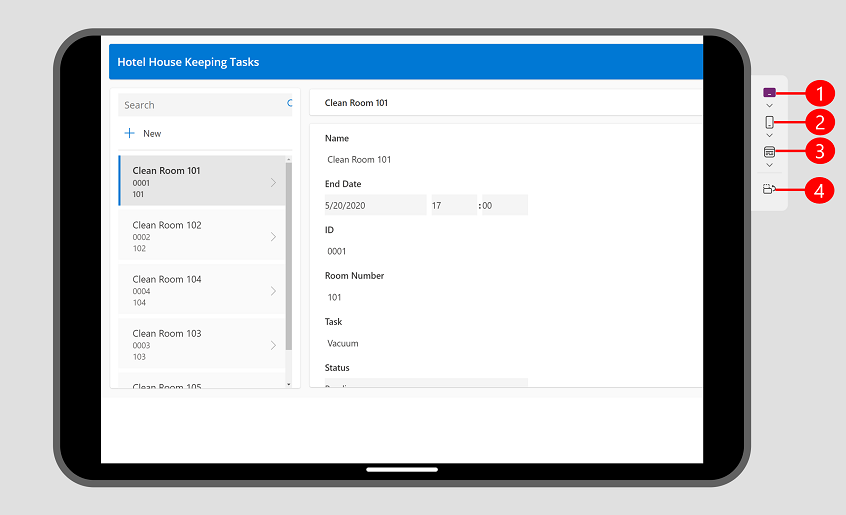 Hotel House Keeping Tasks
Search
New
Clean Room 101
0001
101
Clean Room 102
0002
102
Clean Room 104
0004
104
Clean Room 103
0003
103
Clean Room 105
Clean Room 101
Name
Clean Room 101
End Date
5/20/2020 17 :00
ID
0001
Room Number
101
Task
Vacuum
Status
1
2
3
4